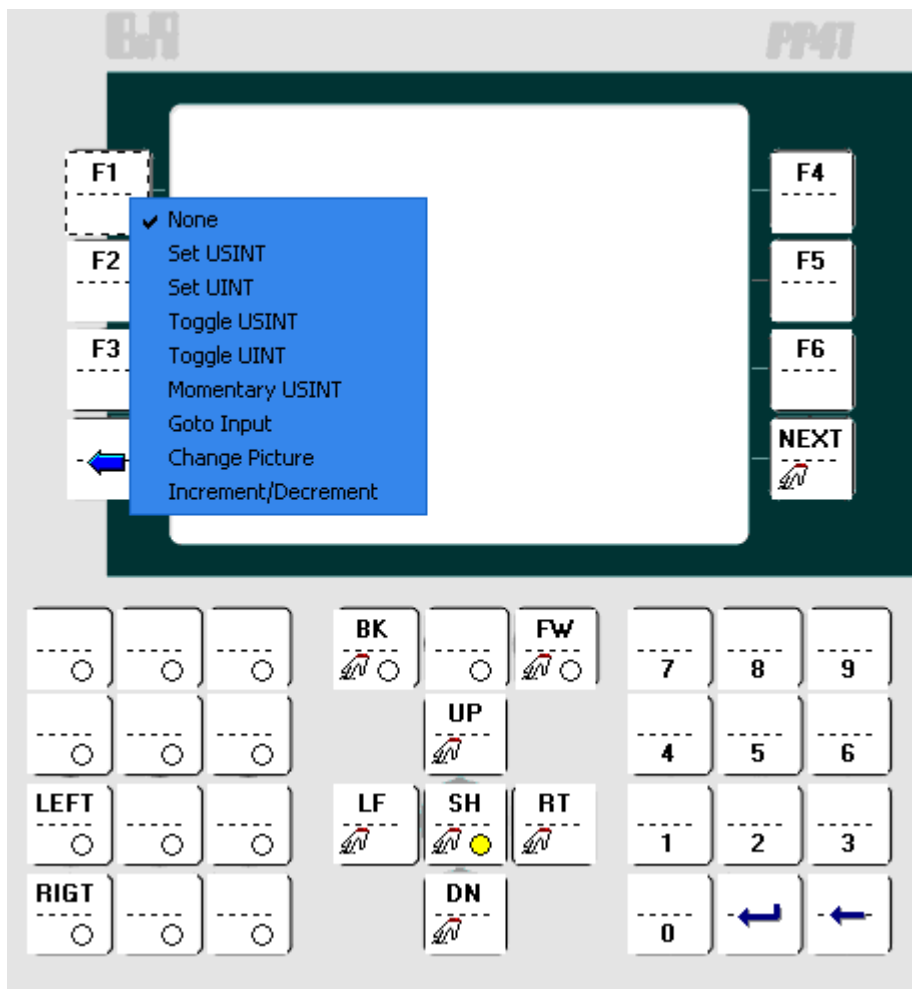 B&R PP41
F1 F4
None
Set USINT
F2 F5
Set UINT
Toggle USINT
F3 F6
Toggle UINT
Momentary USINT
Goto Input
NEXT
Change Picture
Increment/Decrement
BK FW
7 8 9
UP
4 5 6
LEFT LF SH RT
1 2 3
RIGT DN
0